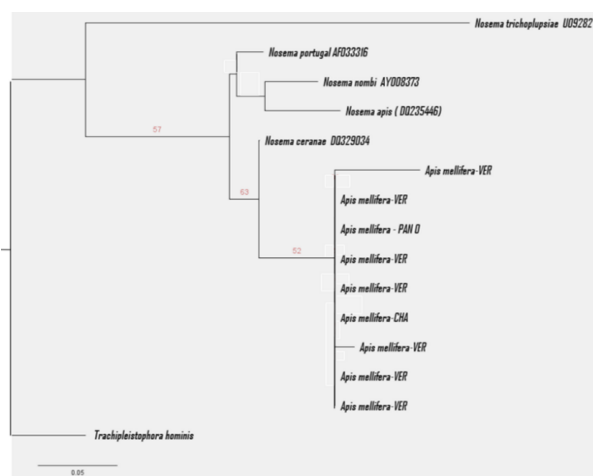 Nosema trichoplupsiae U09282
Nosema portugal AF033316
Nosema nombi AY008373
Nosema apis ( DQ235446)
57
Nosema ceranae DQ329034
63
Apis mellifera-VER
Apis mellifera-VER
Apis mellifera - PAN D
62
Apis mellifera-VER
Apis mellifera-VER
Apis mellifera-CHA
Apis mellifera-VER
Apis mellifera-VER
Apis mellifera-VER
Trachipleistophora hominis
0.05